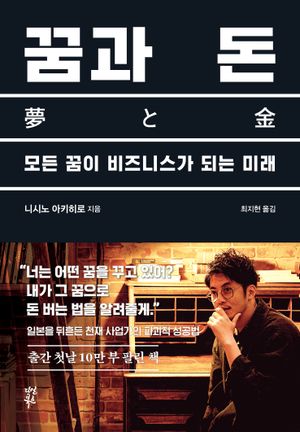 꿈과 돈
夢と金
모든 꿈이 비즈니스가 되는 미래
니시노 아키히로 지음
최지현 옮김
“너는 어떤 꿈을 꾸고 있어?
내가 그 꿈으로
돈 버는 법을 알려줄게.”
일본을 뒤흔든 천재 사업가의 파괴적 성공법
출간 첫날 10만 부 팔린 책
다산
북스